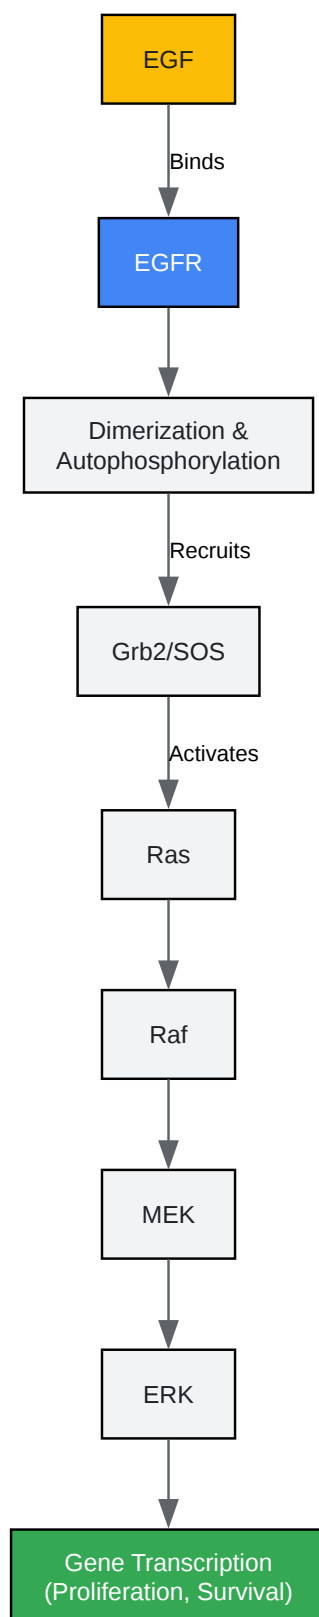 EGF
Binds
EGFR
Dimerization &
Autophosphorylation
Recruits
Grb2/SOS
Activates
Ras
Raf
MEK
ERK
Gene Transcription
(Proliferation, Survival)